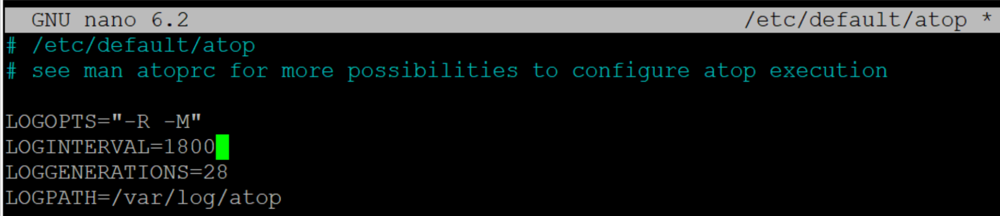 GNU nano 6.2 /etc/default/atop *
# /etc/default/atop
# see man atoprc for more possibilities to configure atop execution
LOGOPTS="-R -M"
LOGINTERVAL=1800
LOGGENERATIONS=28
LOGPATH=/var/log/atop